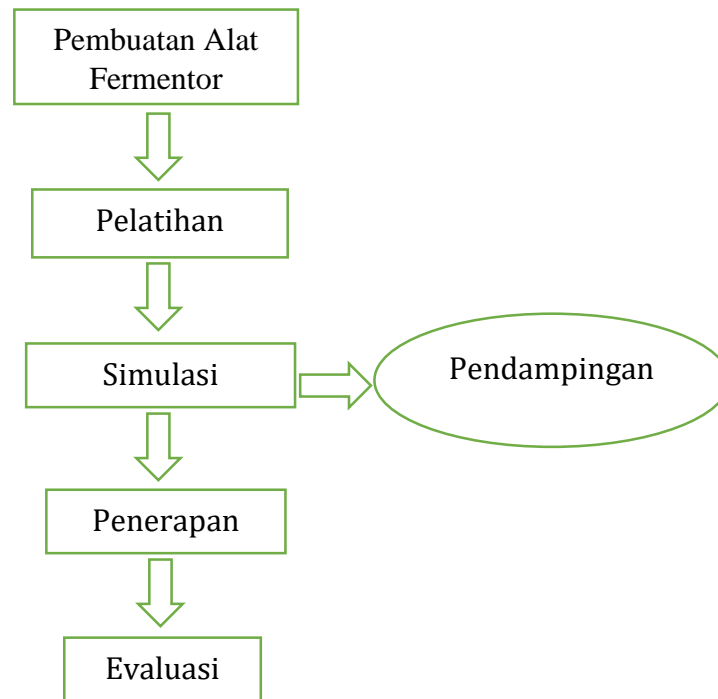 Pembuatan Alat
Fermentor
Pelatihan
Simulasi
Pendampingan
Penerapan
Evaluasi